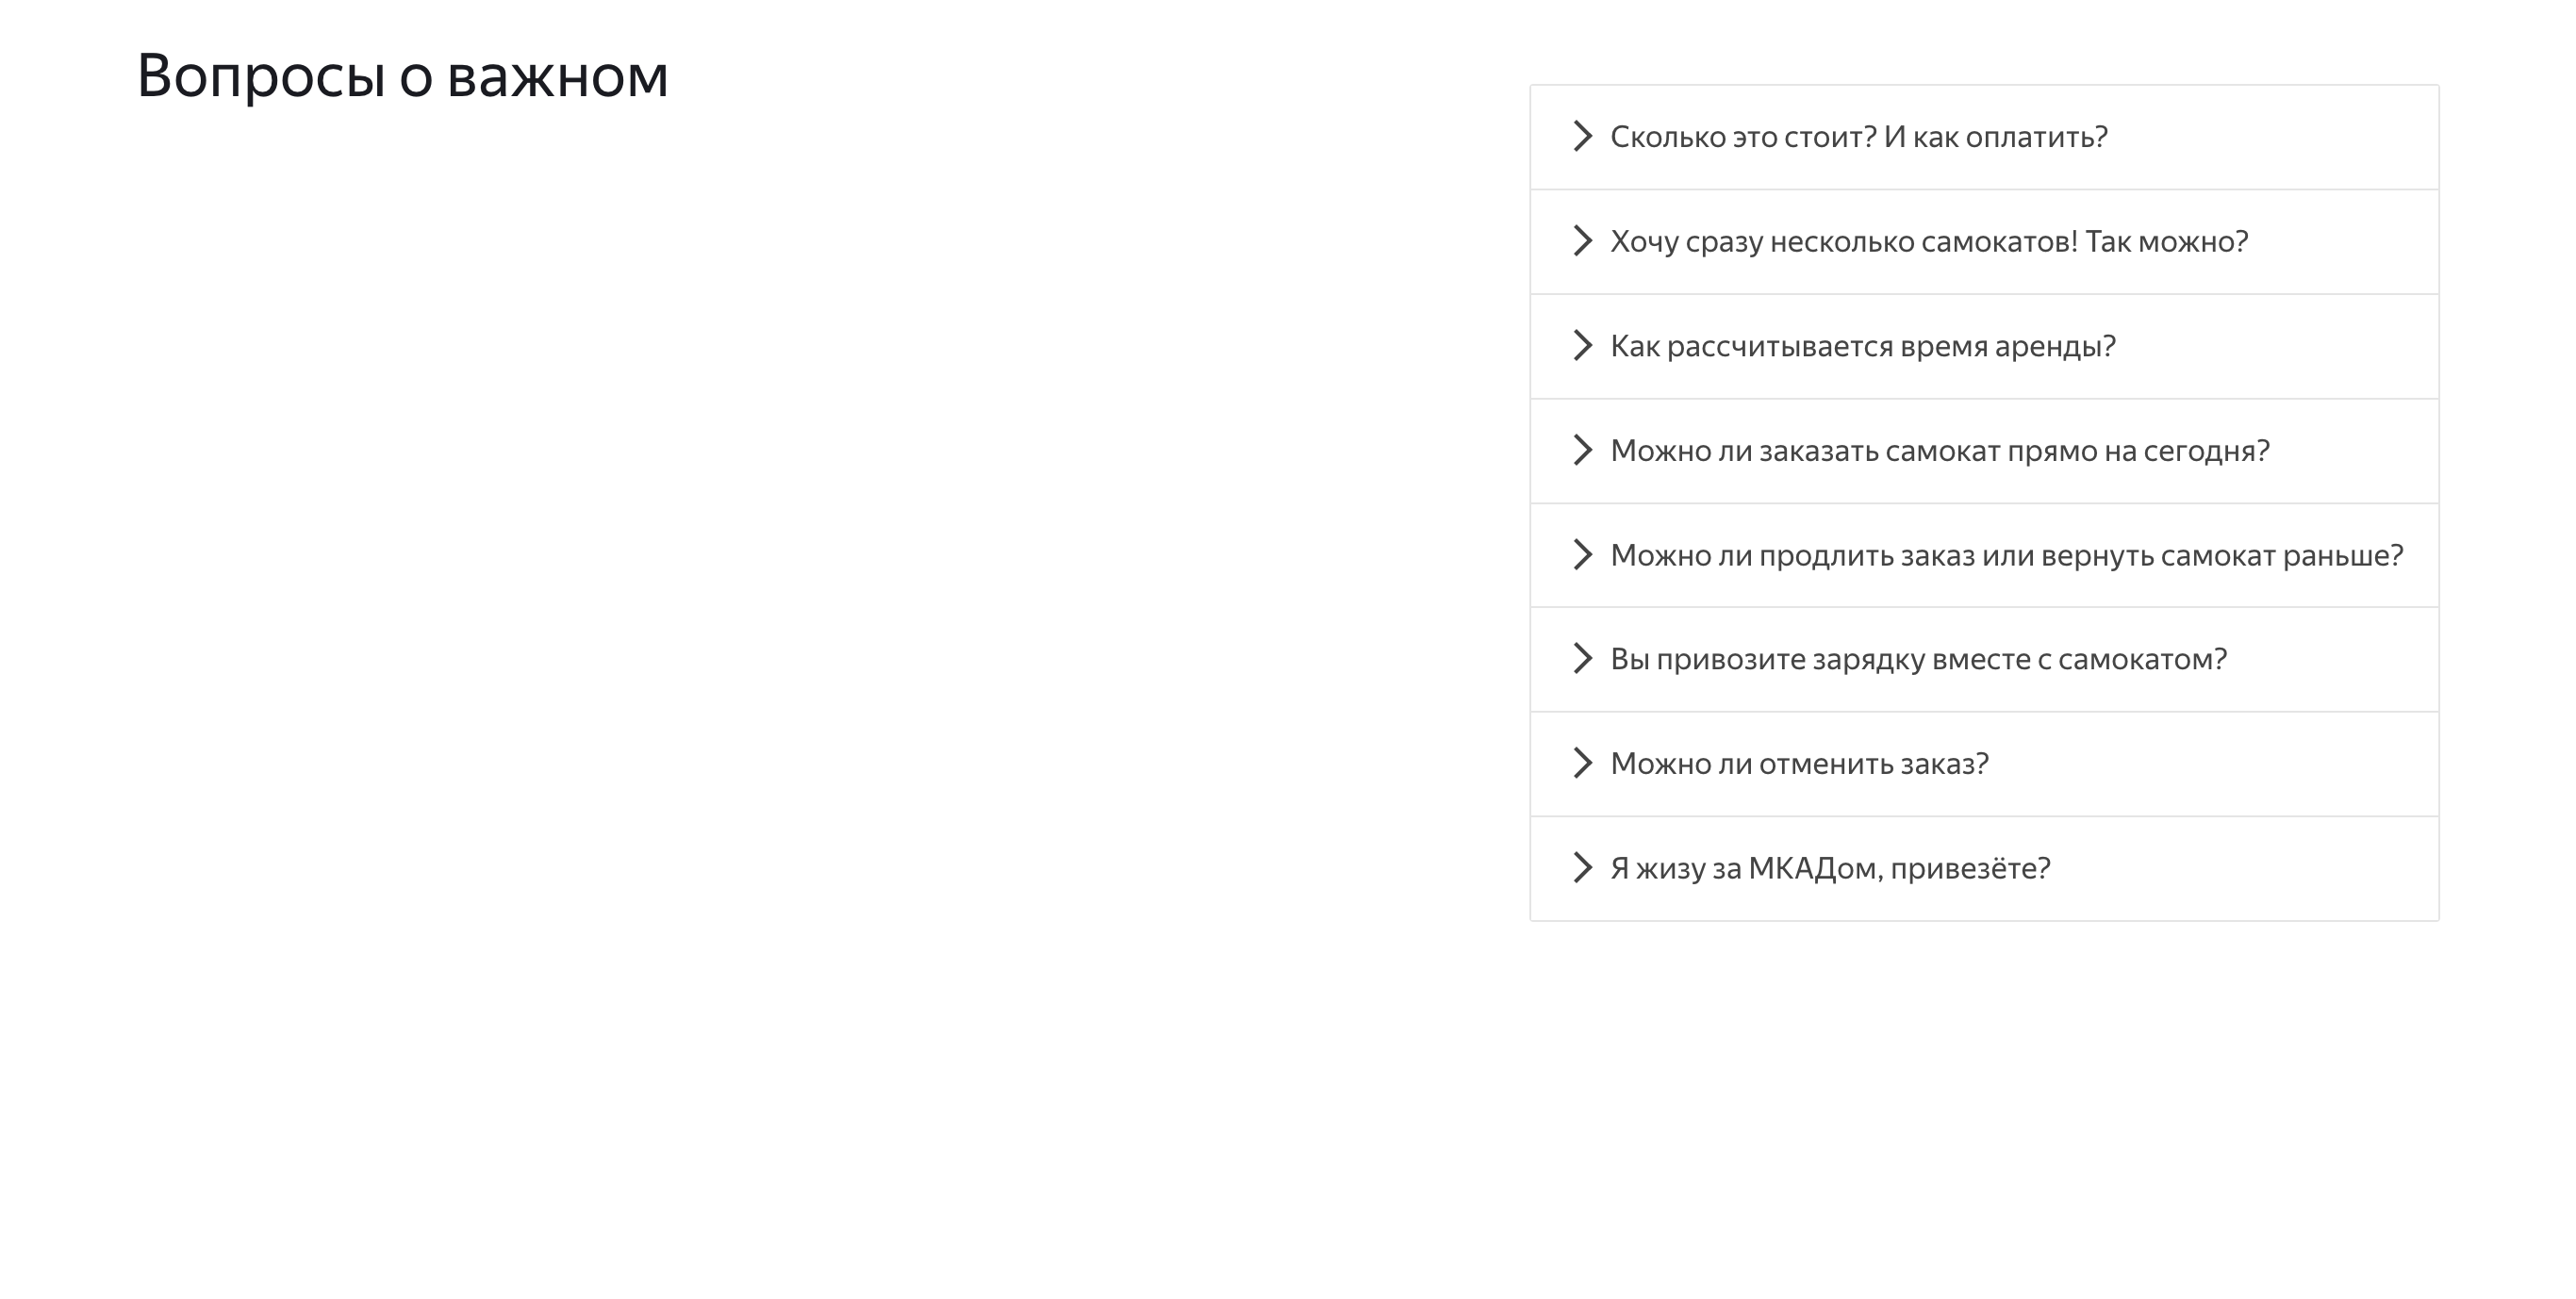 Вопросы о важном
Сколько это стоит? И как оплатить?
Хочу сразу несколько самокатов! Так можно?
Как рассчитывается время аренды?
Можно ли заказать самокат прямо на сегодня?
Можно ли продлить заказ или вернуть самокат раньше?
Вы привозите зарядку вместе с самокатом?
Можно ли отменить заказ?
Я жизу за МКАДом, привезёте?